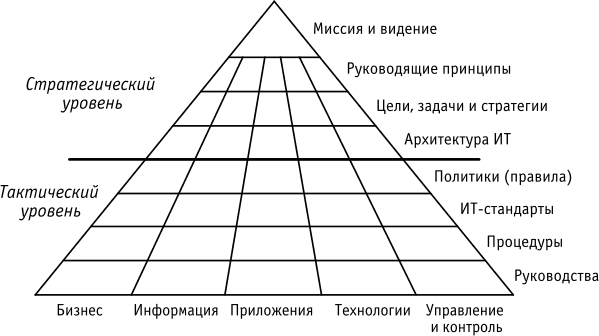 Миссия и видение
Руководящие принципы
Стратегический
уровень
Цели, задачи и стратегии
Архитектура ИТ
Политики (правила)
Тактический
уровень
ИТ-стандарты
Процедуры
Руководства
Бизнес
Информация
Приложения
Технологии
Управление
и контроль